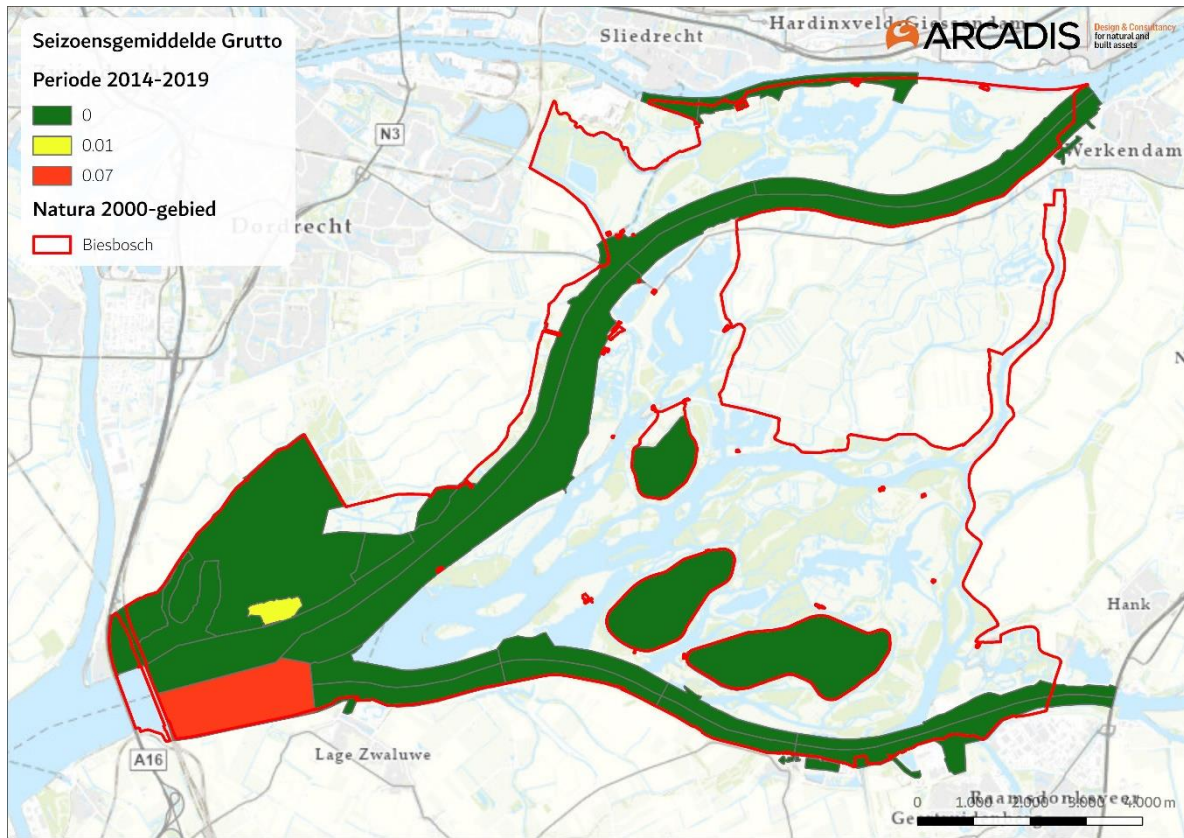 Seizoensgemiddelde Grutto
Periode 2014-2019
0
0.01
0.07
Natura 2000-gebied
Biesbosch
Hardinxveld-Giessendam
Sliedrecht
ARCADIS
Design & Consultancy
for natural and
built assets
N3
Werkendam
Dordrecht
N
Hank
Lage Zwaluwe
A16
Raamsdonksveer
Geertruidenberg
0 1.000 2.000 3.000 4.000 m